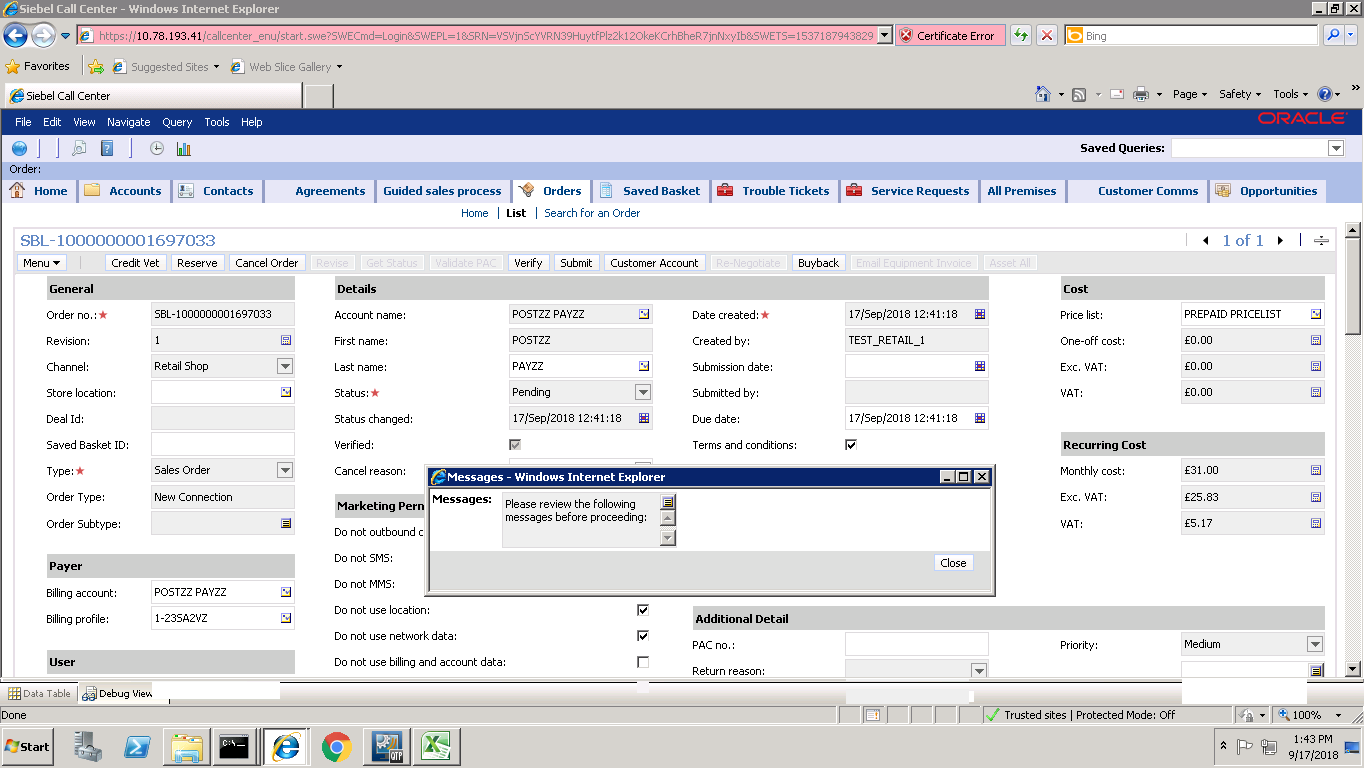 Siebel Call Center - Windows Internet Explorer
https://10.78.193.41/callcenter_enu/start.swe?SWECmd=Login&SWEPL=1&SRN=VSVjnScYVRN39HuytfPlz2k12OkeKCrhBheR7jnNxyIb&SWETS=1537187943829 Certificate Error Bing
Favorites Suggested Sites Web Slice Gallery
Siebel Call Center Page Safety Tools
File Edit View Navigate Query Tools Help ORACLE
Saved Queries:
Order:
Home Accounts Contacts Agreements Guided sales process Orders Saved Basket Trouble Tickets Service Requests All Premises Customer Comms Opportunities
Home List Search for an Order
SBL-1000000001697033 1 of 1
Menu Credit Vet Reserve Cancel Order Revise Get Status Validate PAC Verify Submit Customer Account Re-Negotiate Buyback Email Equipment Invoice Asset All
General Details Cost
Order no.: SBL-1000000001697033 Account name: POSTZZ PAYZZ Date created: 17/Sep/2018 12:41:18 Price list: PREPAID PRICELIST
Revision: 1 First name: POSTZZ Created by: TEST_RETAIL_1 One-off cost: £0.00
Channel: Retail Shop Last name: PAYZZ Submission date: Exc. VAT: £0.00
Store location: Status: Pending Submitted by: VAT: £0.00
Deal Id: Status changed: 17/Sep/2018 12:41:18 Due date: 17/Sep/2018 12:41:18
Saved Basket ID: Verified: Terms and conditions: Recurring Cost
Type: Sales Order Cancel reason: Monthly cost: £31.00
Messages - Windows Internet Explorer
Order Type: New Connection Messages: Please review the following Exc. VAT: £25.83
Marketing Perm
messages before proceeding:
Order Subtype: Do not outbound c VAT: £5.17
Do not SMS: Close
Payer
Do not MMS:
Billing account: POSTZZ PAYZZ
Billing profile: 1-23SA2VZ Do not use location: Additional Detail
Do not use network data: PAC no.: Priority: Medium
User Do not use billing and account data: Return reason:
Data Table Debug View
Done Trusted sites | Protected Mode: Off 100%
Start QTP 1:43 PM
9/17/2018